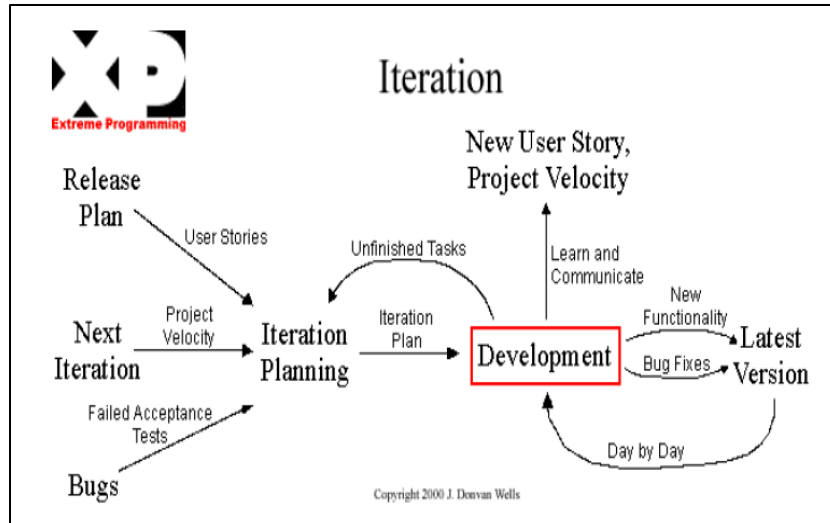 XP
Extreme Programming
Iteration
New User Story,
Project Velocity
Release
Plan
User Stories
Unfinished Tasks
Learn and
Communicate
New
Functionality
Project
Velocity
Next
Iteration
Iteration
Planning
Iteration
Plan
Development
Latest
Version
Bug Fixes
Failed Acceptance
Tests
Day by Day
Bugs
Copyright 2000 J. Donvan Wells